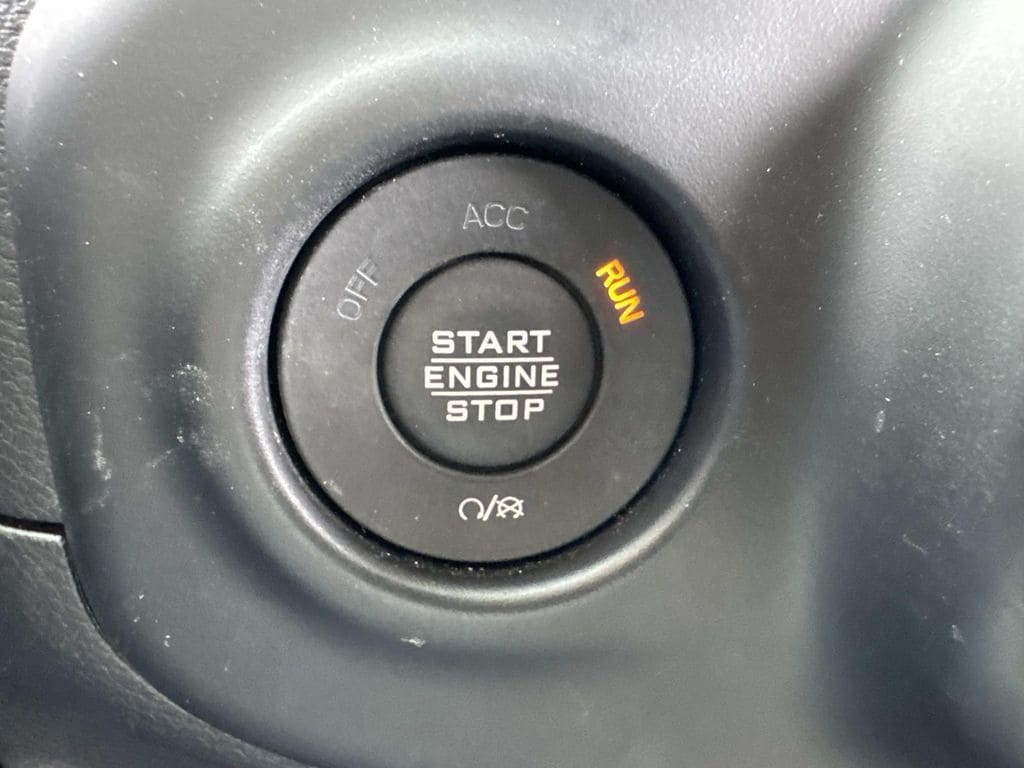 ACC
OFF
RUN
START
ENGINE
STOP